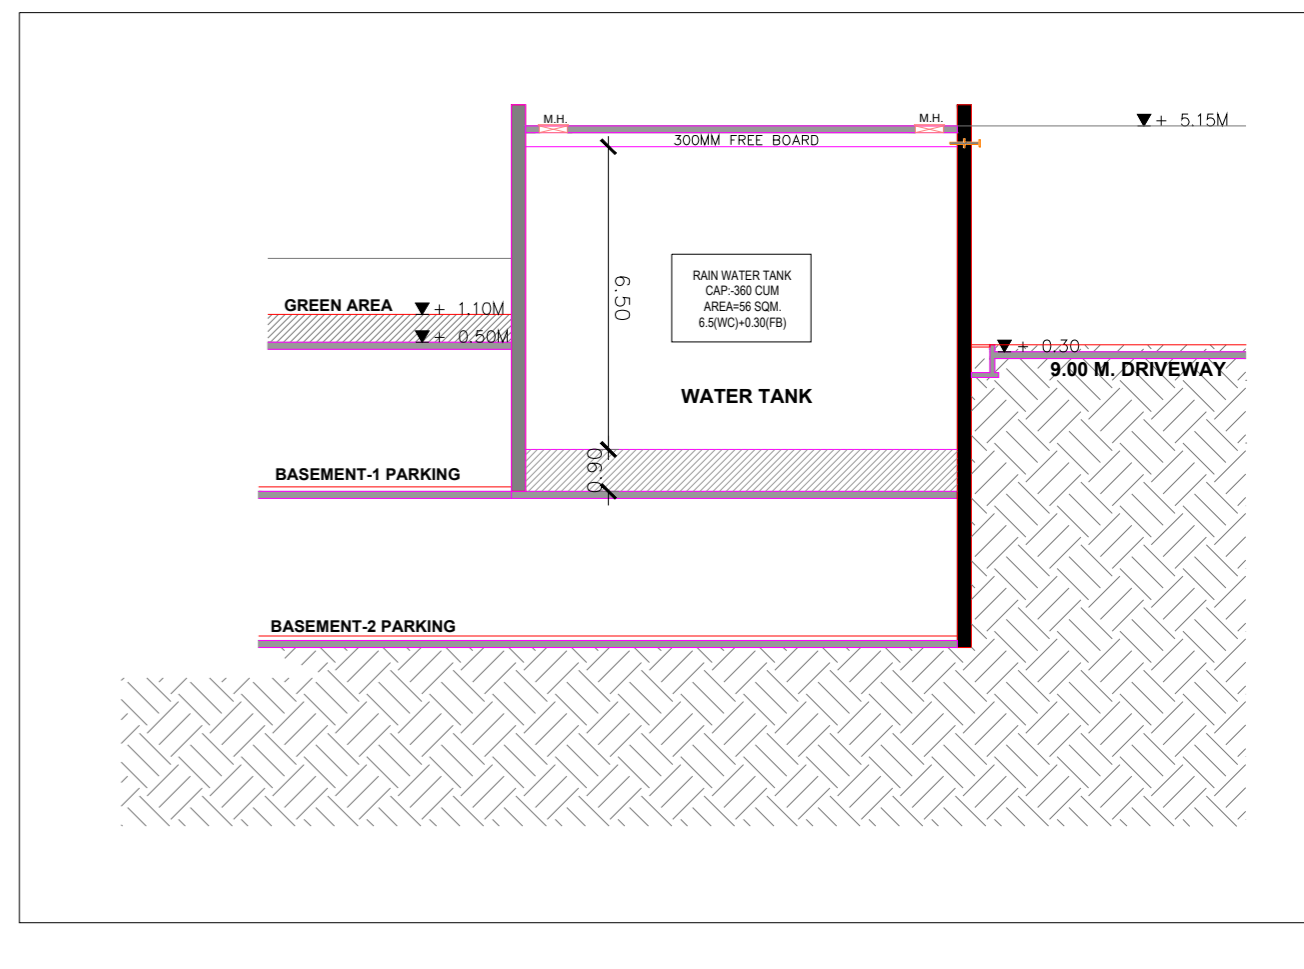 M.H.
M.H.
+ 5.15M
300MM FREE BOARD
6.50
RAIN WATER TANK
CAP:-360 CUM
AREA=56 SQM.
6.5(WC)+0.30(FB)
GREEN AREA
+ 1.10M
+ 0.50M
+ 0.30
9.00 M. DRIVEWAY
WATER TANK
0.90
BASEMENT-1 PARKING
BASEMENT-2 PARKING